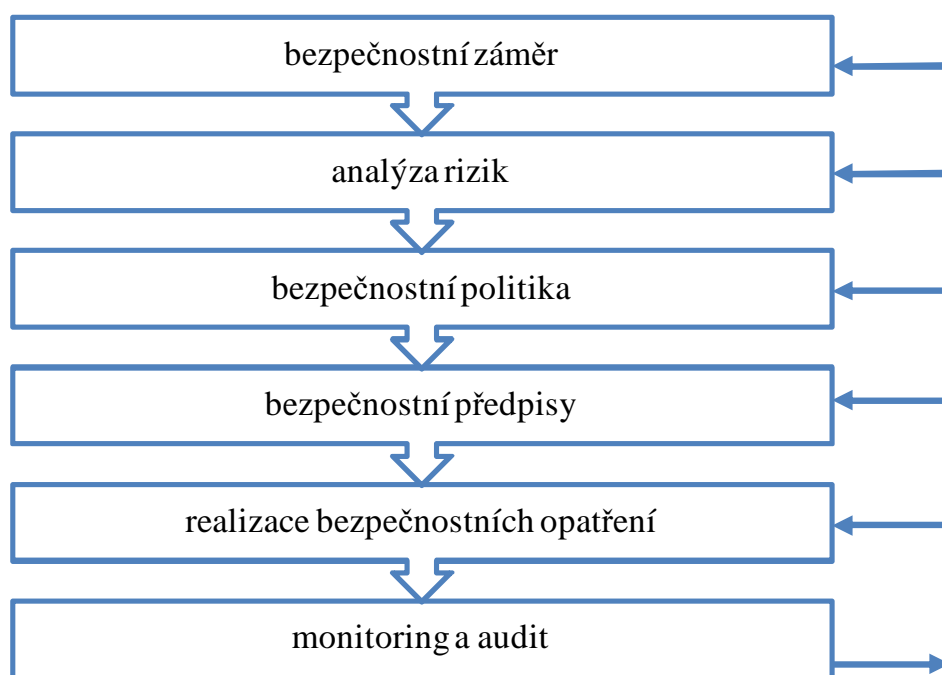 bezpečnostní záměr
analýza rizik
bezpečnostní politika
bezpečnostní předpisy
realizace bezpečnostních opatření
monitoring a audit